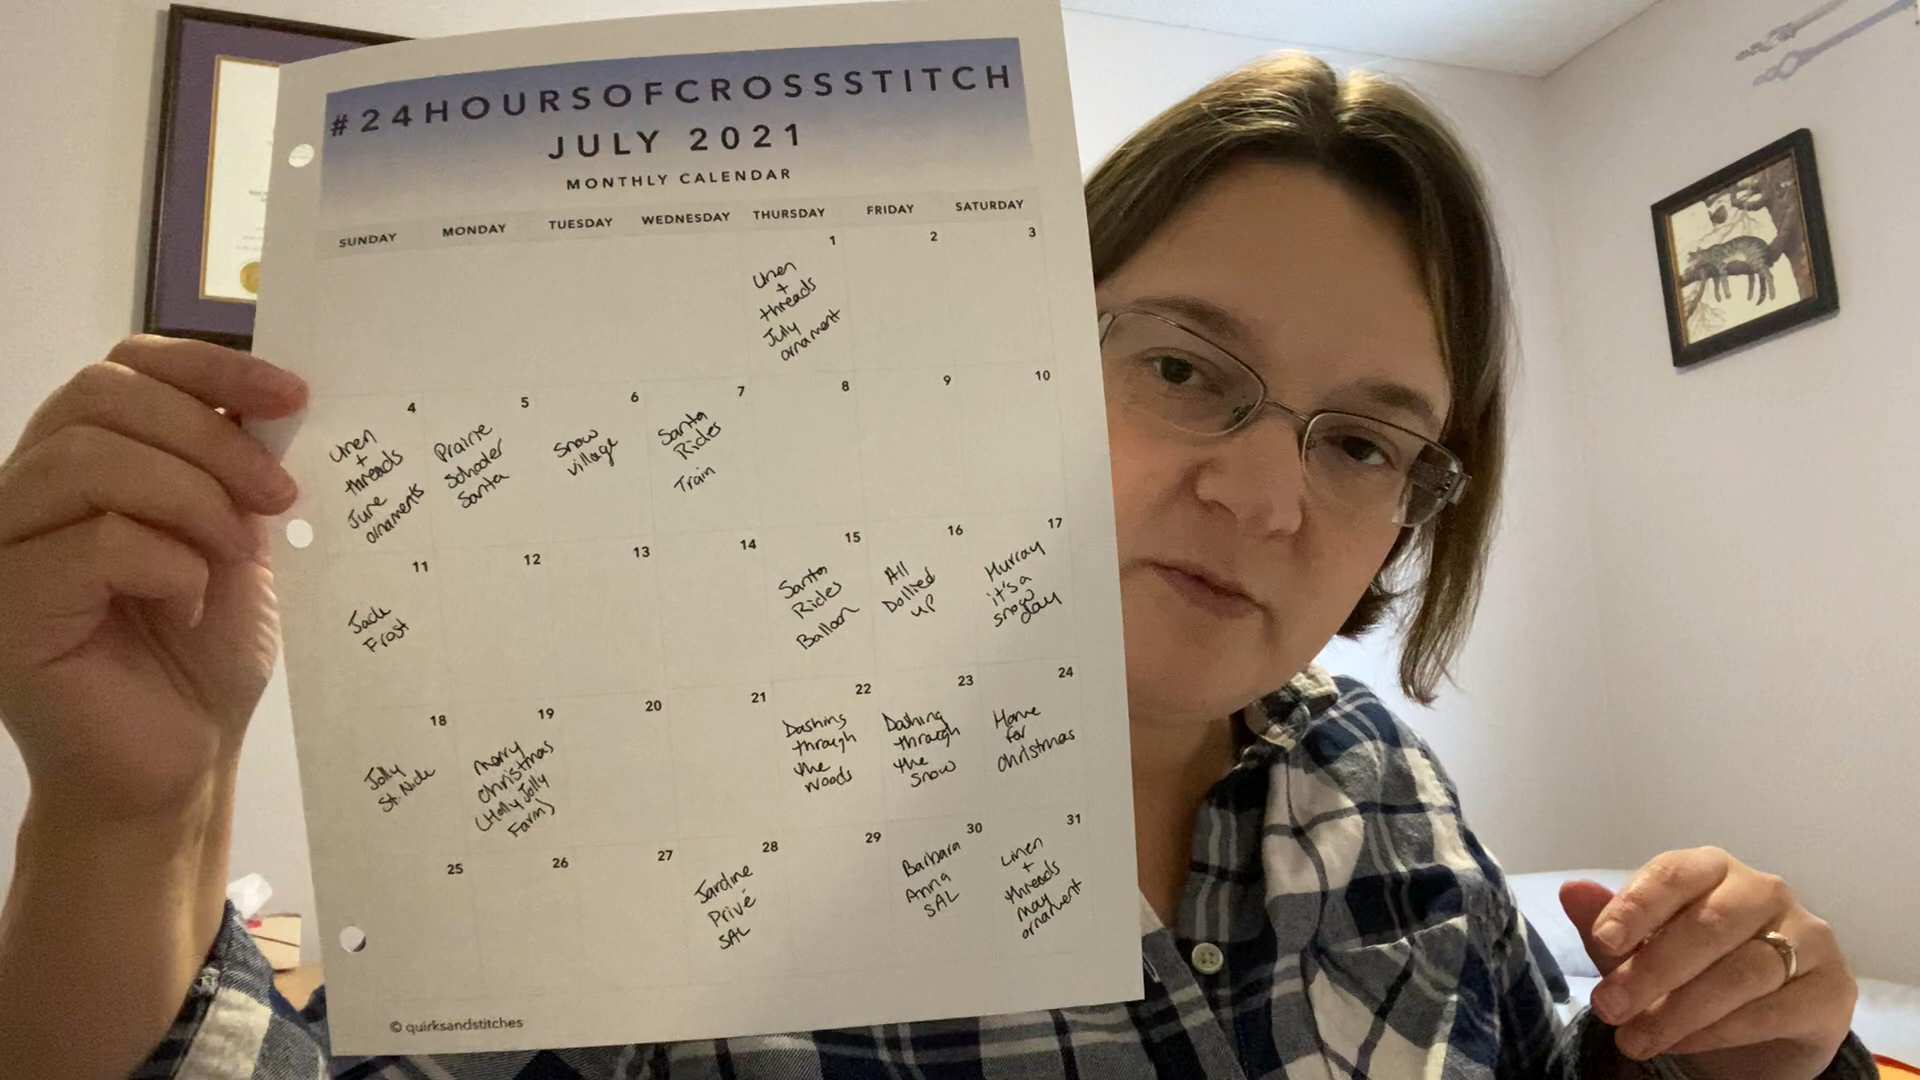 #24HOURSOFCROSSSTITCH
JULY 2021
MONTHLY CALENDAR
SUNDAY MONDAY TUESDAY WEDNESDAY THURSDAY FRIDAY SATURDAY
1 2 3
Linen
+
threads
July
ornament
4 5 6 7 8 9 10
Linen
+
threads
June
ornaments
Prairie
Schooler
Santa
Snow
village
Santa
Rides
Train
11 12 13 14 15 16 17
Jack
Frost
Santa
Rides
Balloon
All
Dollied
up
Hurray
it's a
snow
day
18 19 20 21 22 23 24
Jolly
St. Nick
merry
christmas
(Holly Jolly
Farm)
Dashing
through
the
woods
Dashing
through
the
snow
Home
for
christmas
25 26 27 28 29 30 31
Jardine
Privé
SAL
Barbara
Anna
SAL
Linen
+
threads
may
ornament
© quirksandstitches